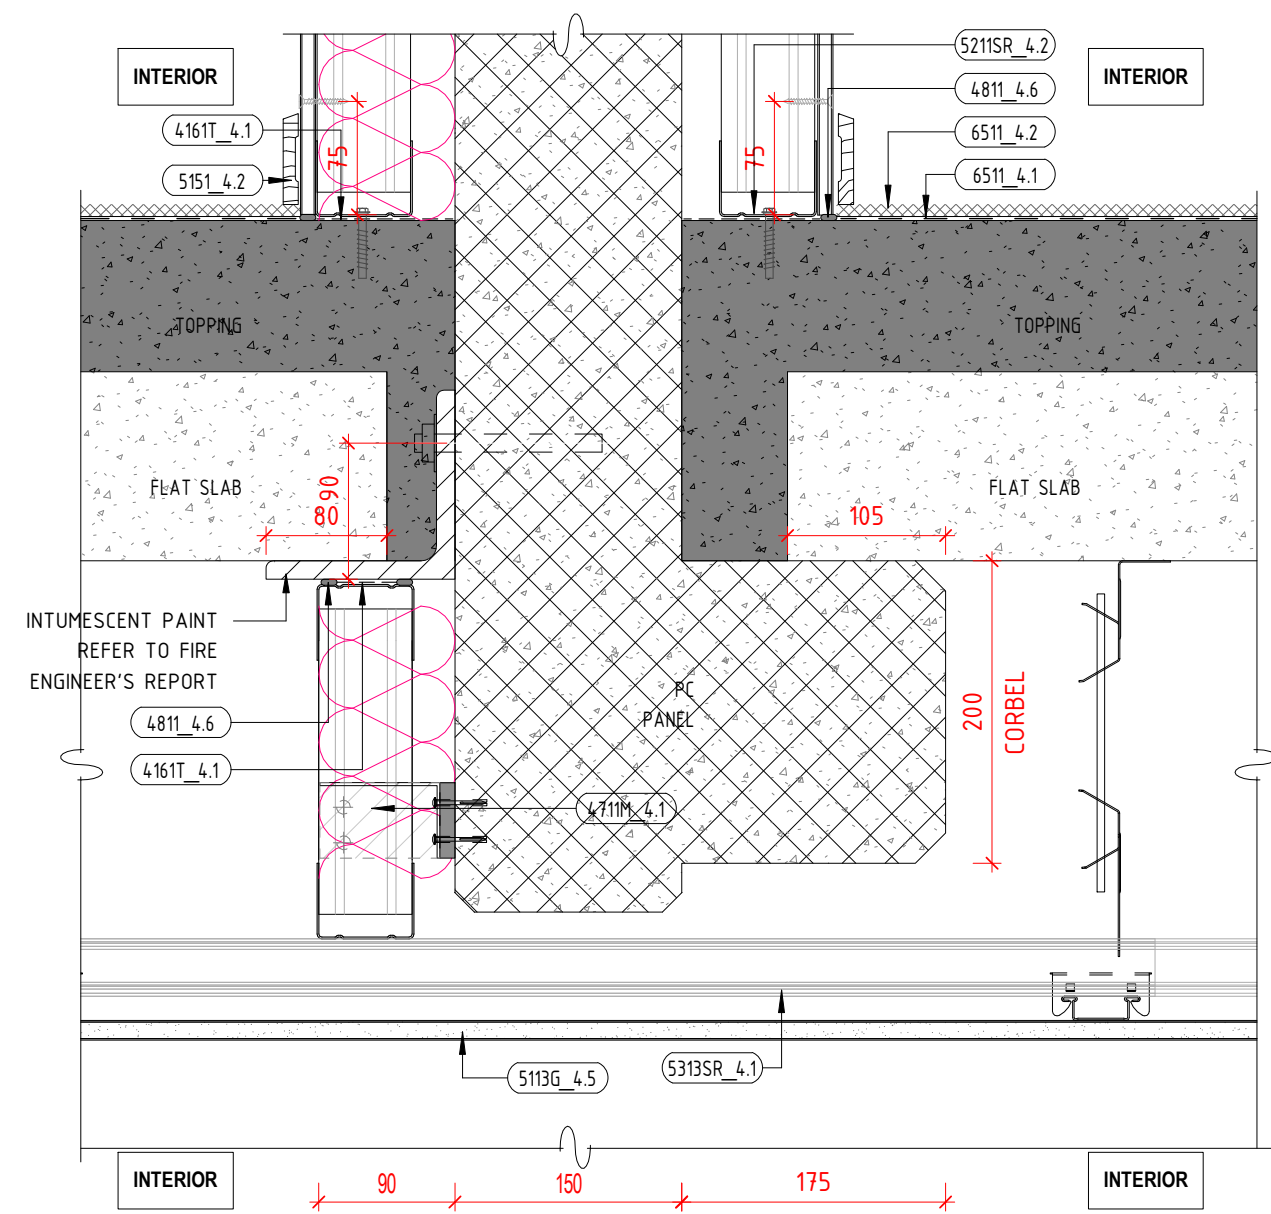 INTERIOR
5211SR_4.2
INTERIOR
4811_4.6
4161T_4.1
6511_4.2
75
75
5151_4.2
6511_4.1
TOPPING
TOPPING
FLAT SLAB
FLAT SLAB
90
80
105
INTUMESCENT PAINT
REFER TO FIRE
ENGINEER'S REPORT
PC
PANEL
200
CORBEL
4811_4.6
4161T_4.1
4711M_4.1
5113G_4.5
5313SR_4.1
INTERIOR
90
150
175
INTERIOR